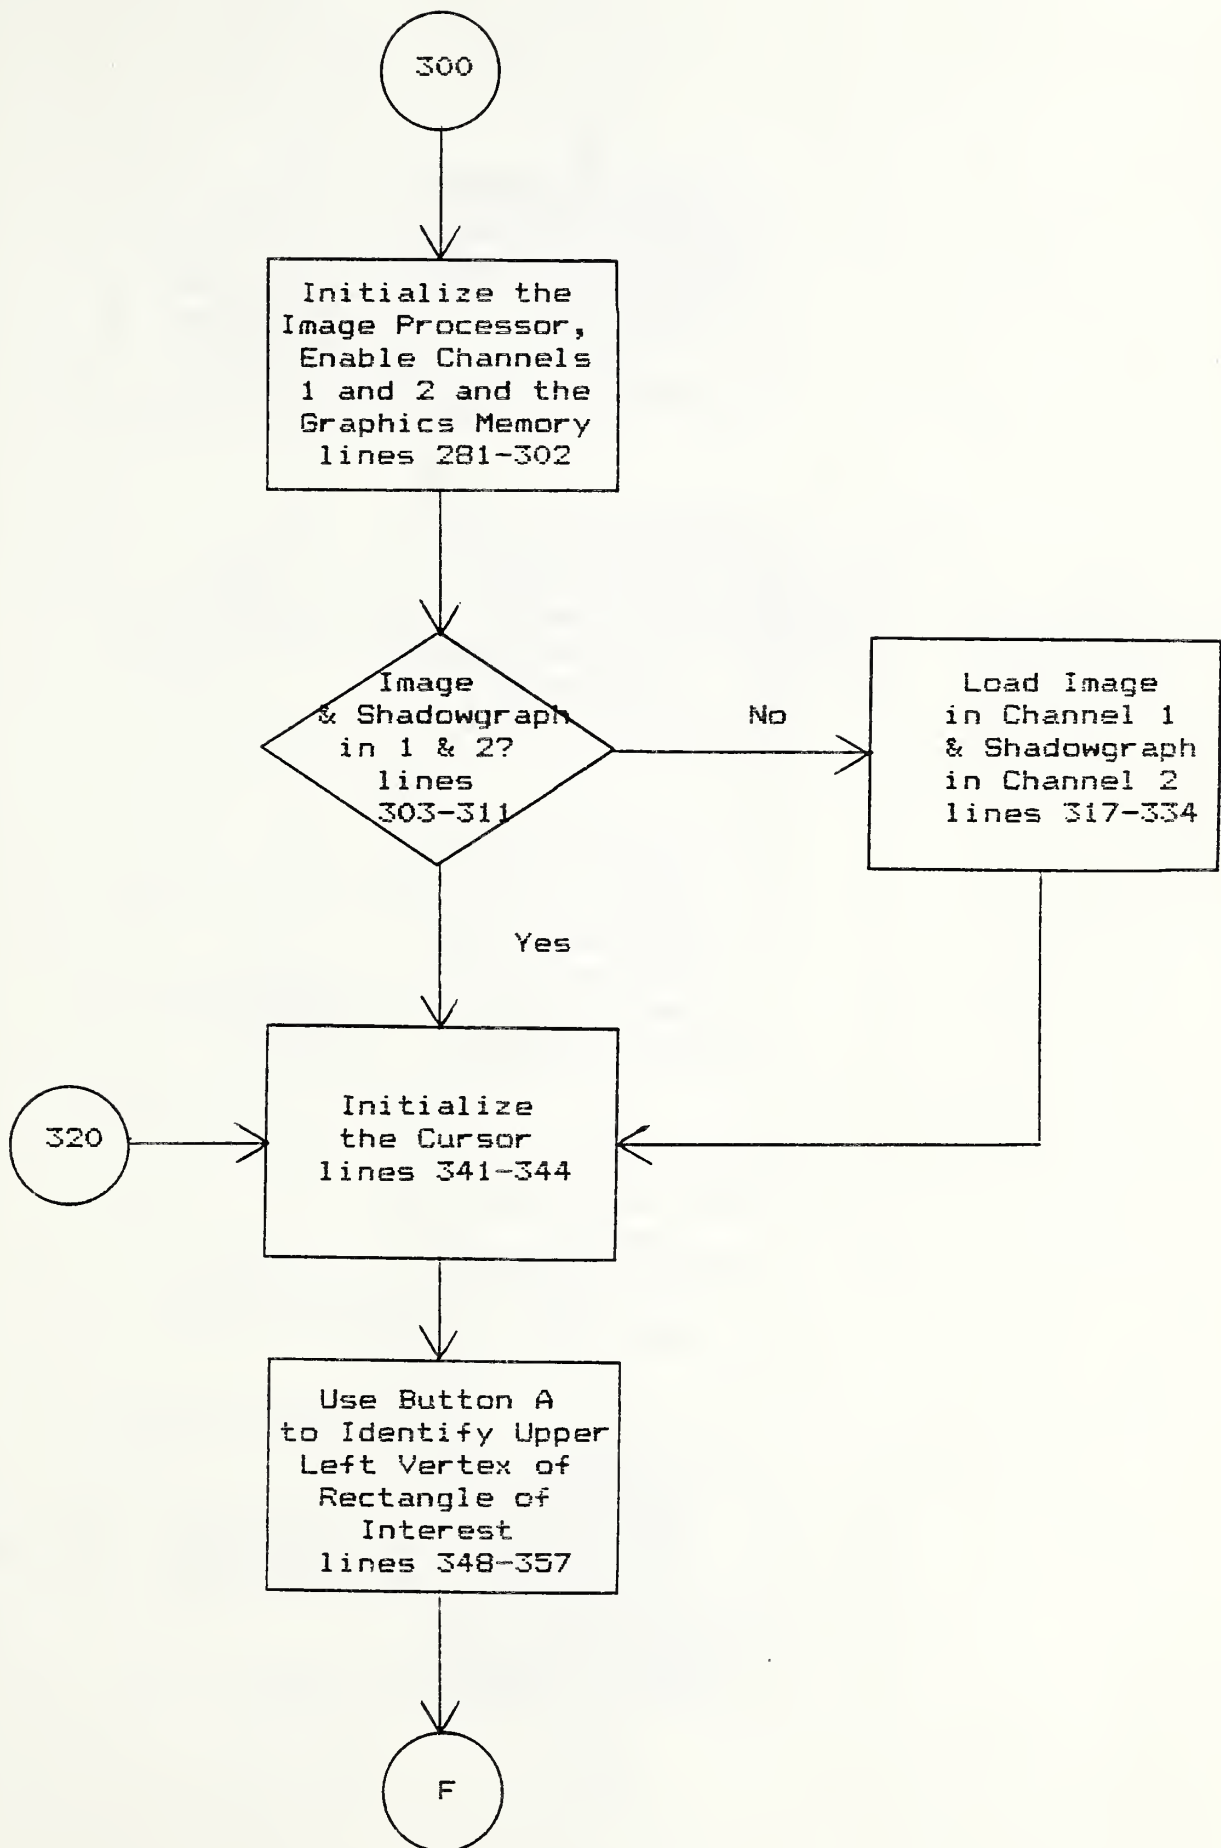 300
Initialize the
Image Processor,
Enable Channels
1 and 2 and the
Graphics Memory
lines 281-302
Image
& Shadowgraph
in 1 & 2?
lines
303-311
No
Load Image
in Channel 1
& Shadowgraph
in Channel 2
lines 317-334
Yes
320
Initialize
the Cursor
lines 341-344
Use Button A
to Identify Upper
Left Vertex of
Rectangle of
Interest
lines 348-357
F